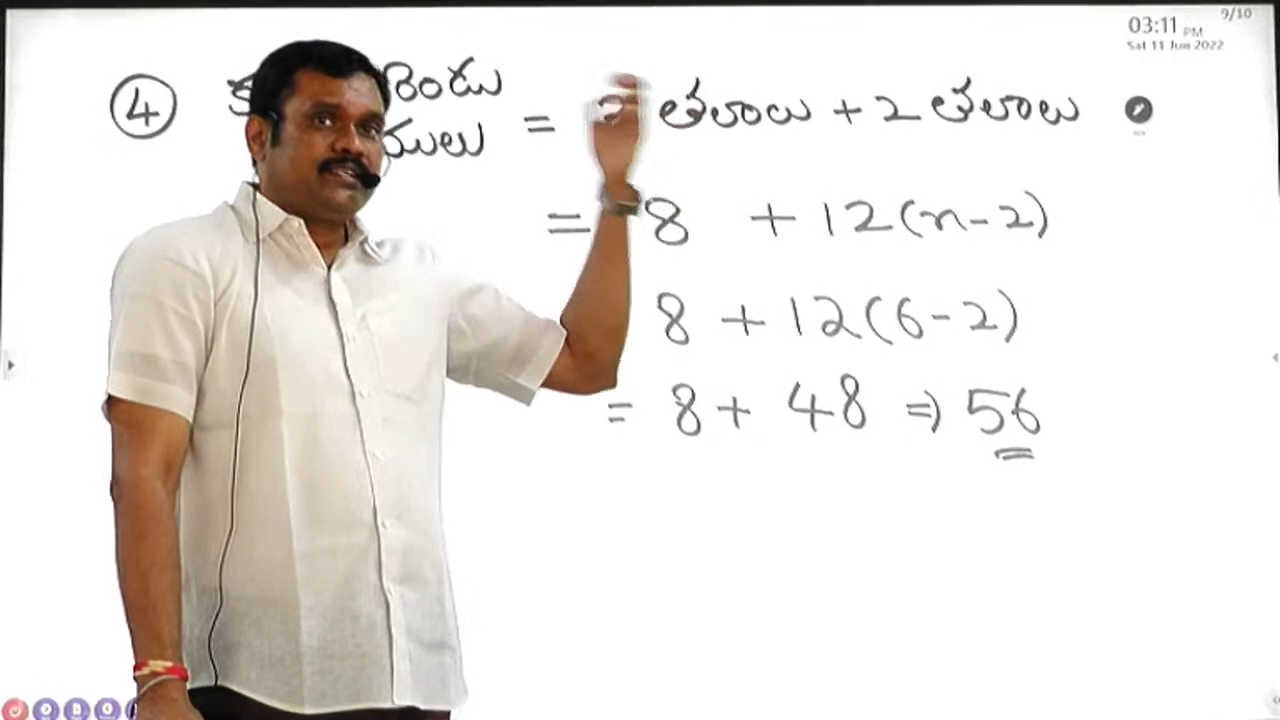 9/10
03:11 PM
Sat 11 Jun 2022
④ రెండు
= తలాలు + 2 తలాలు
= 8 + 12(n-2)
8 + 12(6-2)
= 8 + 48 ⇒ 56